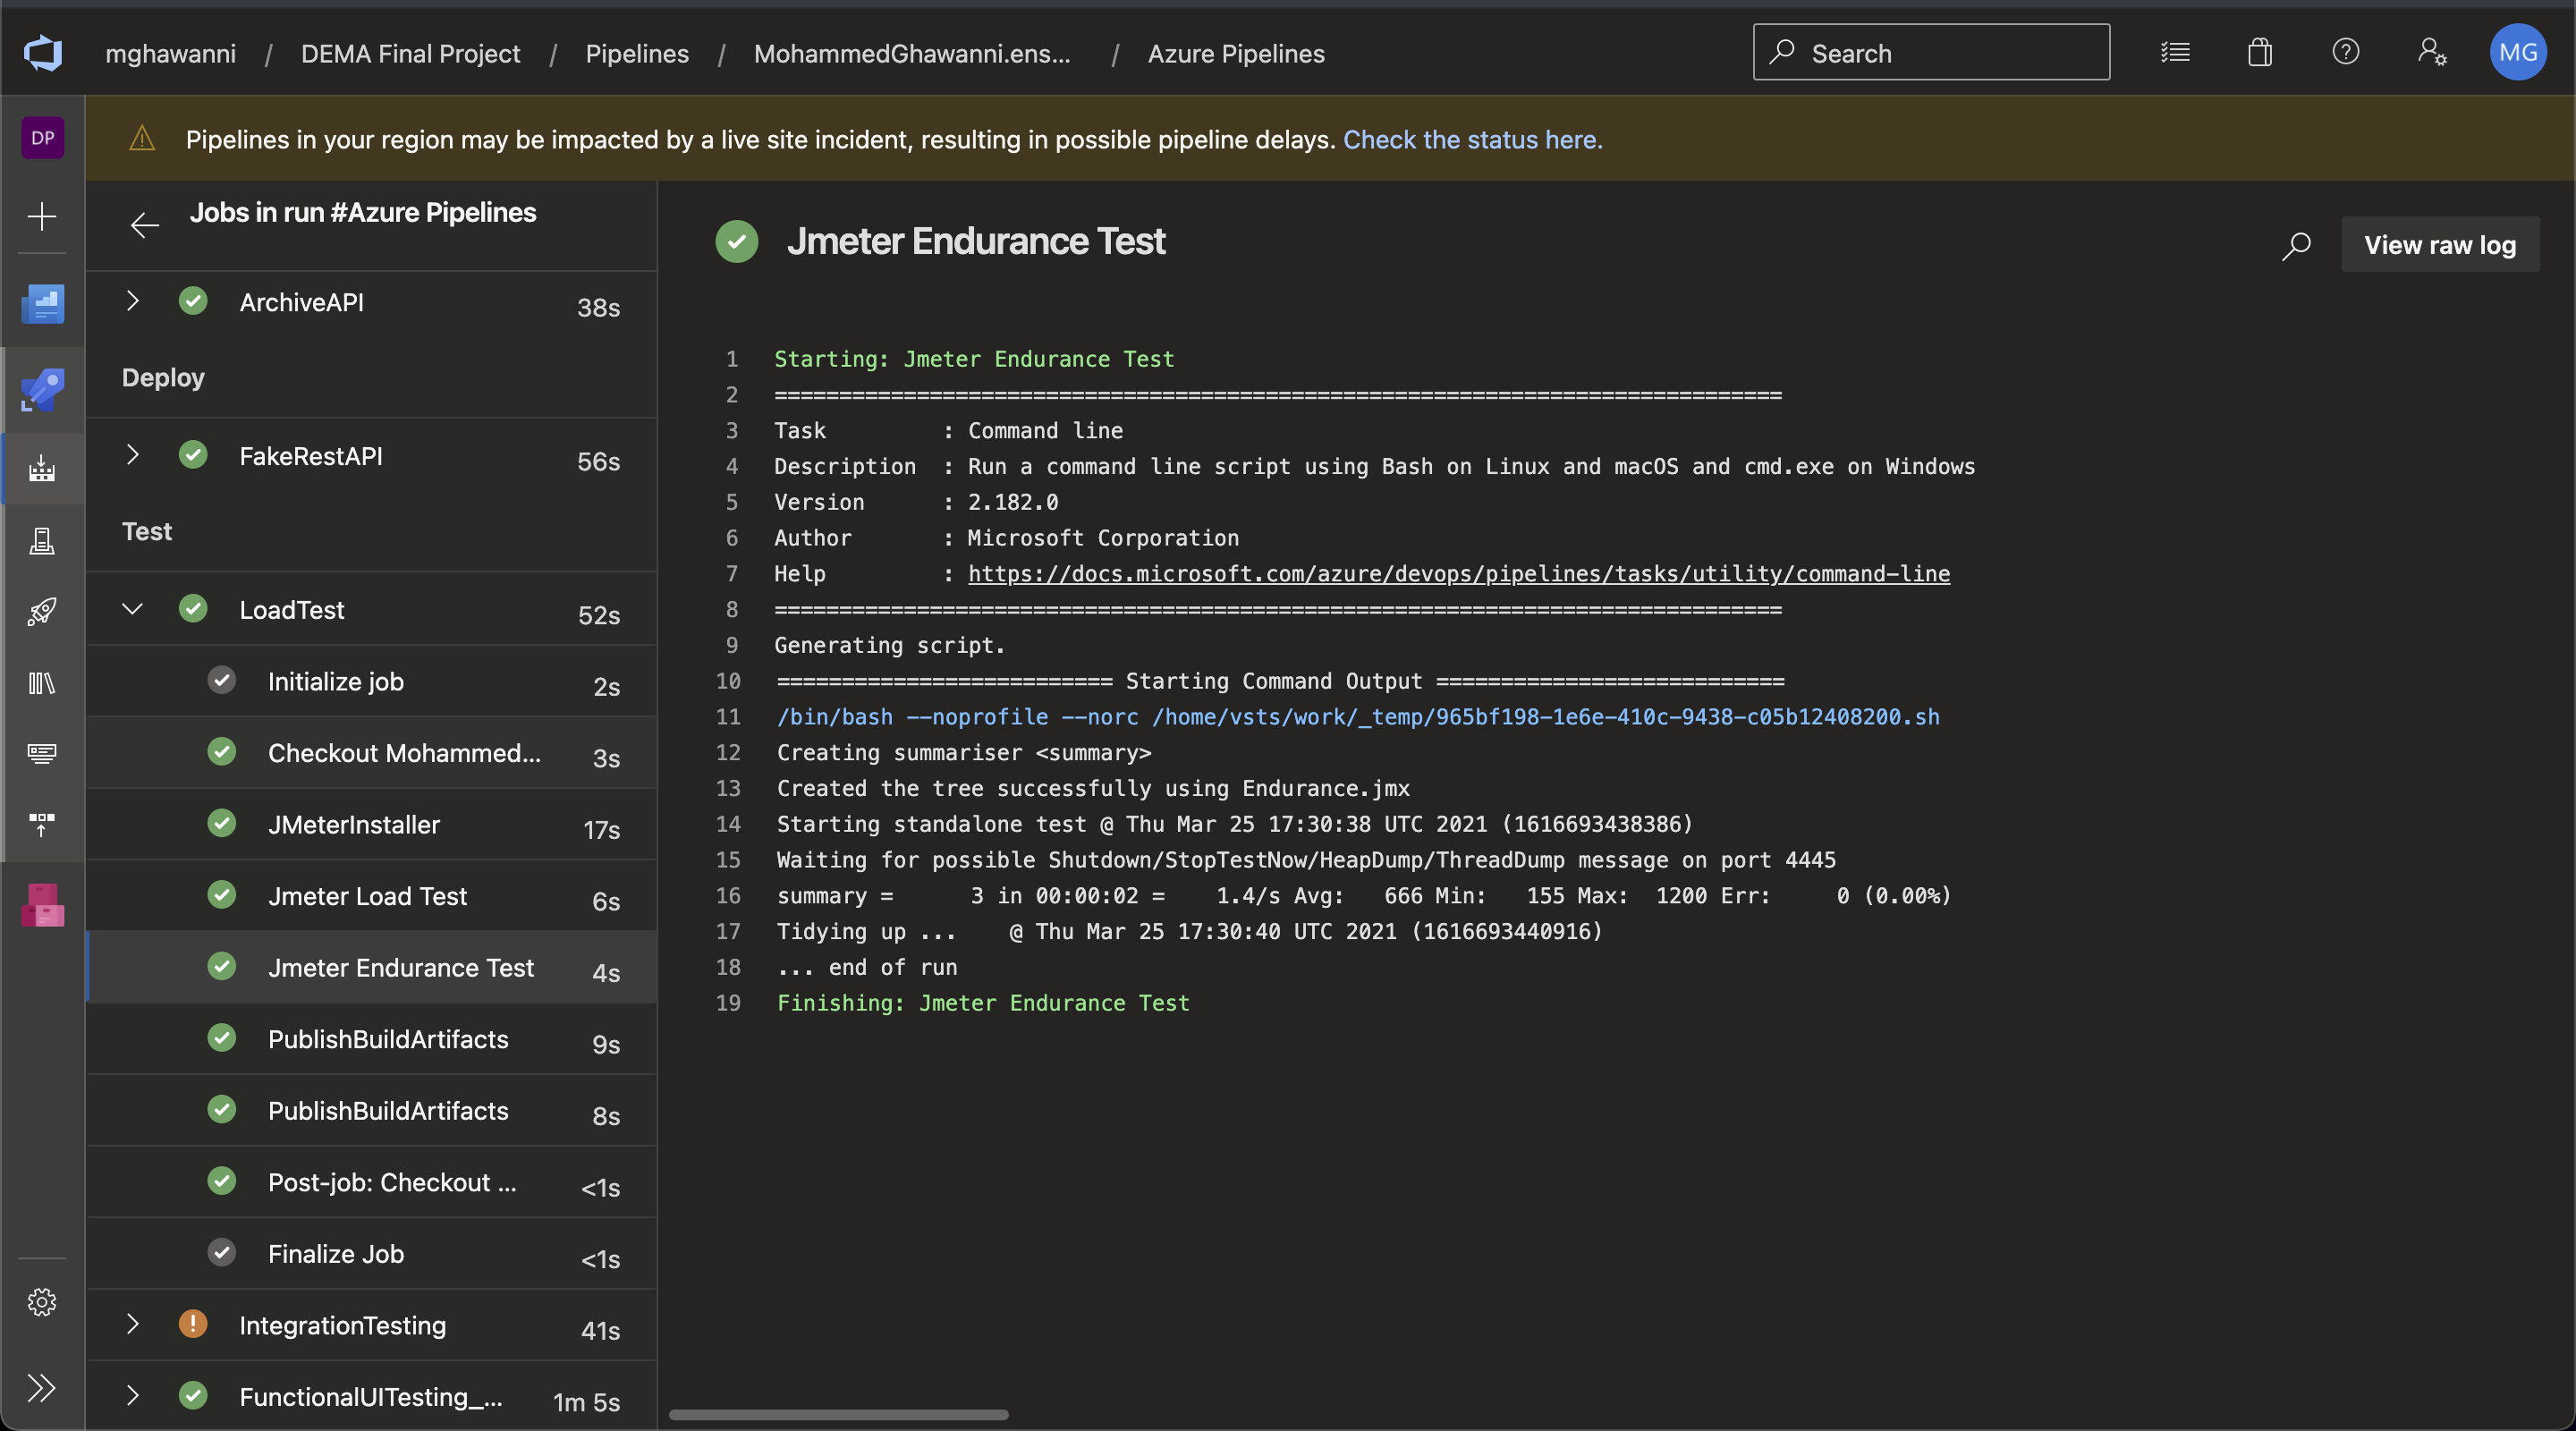 mghawanni / DEMA Final Project / Pipelines / MohammedGhawanni.ens... / Azure Pipelines
Search
MG
DP
Pipelines in your region may be impacted by a live site incident, resulting in possible pipeline delays. Check the status here.
Jobs in run #Azure Pipelines
ArchiveAPI 38s
Deploy
FakeRestAPI 56s
Test
LoadTest 52s
Initialize job 2s
Checkout Mohammed... 3s
JMeterInstaller 17s
Jmeter Load Test 6s
Jmeter Endurance Test 4s
PublishBuildArtifacts 9s
PublishBuildArtifacts 8s
Post-job: Checkout ... <1s
Finalize Job <1s
IntegrationTesting 41s
FunctionalUITesting_... 1m 5s
Jmeter Endurance Test
View raw log
1 Starting: Jmeter Endurance Test
2 ==============================================================================
3 Task : Command line
4 Description : Run a command line script using Bash on Linux and macOS and cmd.exe on Windows
5 Version : 2.182.0
6 Author : Microsoft Corporation
7 Help : https://docs.microsoft.com/azure/devops/pipelines/tasks/utility/command-line
8 ==============================================================================
9 Generating script.
10 ========================== Starting Command Output ===========================
11 /bin/bash --noprofile --norc /home/vsts/work/_temp/965bf198-1e6e-410c-9438-c05b12408200.sh
12 Creating summariser <summary>
13 Created the tree successfully using Endurance.jmx
14 Starting standalone test @ Thu Mar 25 17:30:38 UTC 2021 (1616693438386)
15 Waiting for possible Shutdown/StopTestNow/HeapDump/ThreadDump message on port 4445
16 summary = 3 in 00:00:02 = 1.4/s Avg: 666 Min: 155 Max: 1200 Err: 0 (0.00%)
17 Tidying up ... @ Thu Mar 25 17:30:40 UTC 2021 (1616693440916)
18 ... end of run
19 Finishing: Jmeter Endurance Test